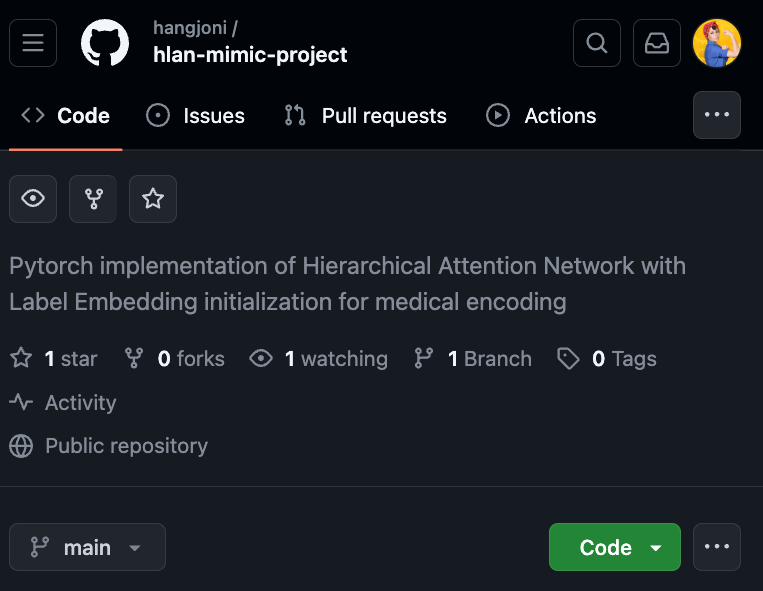 hangjoni /
hlan-mimic-project
Code Issues Pull requests Actions
Pytorch implementation of Hierarchical Attention Network with
Label Embedding initialization for medical encoding
1 star 0 forks 1 watching 1 Branch 0 Tags
Activity
Public repository
main Code